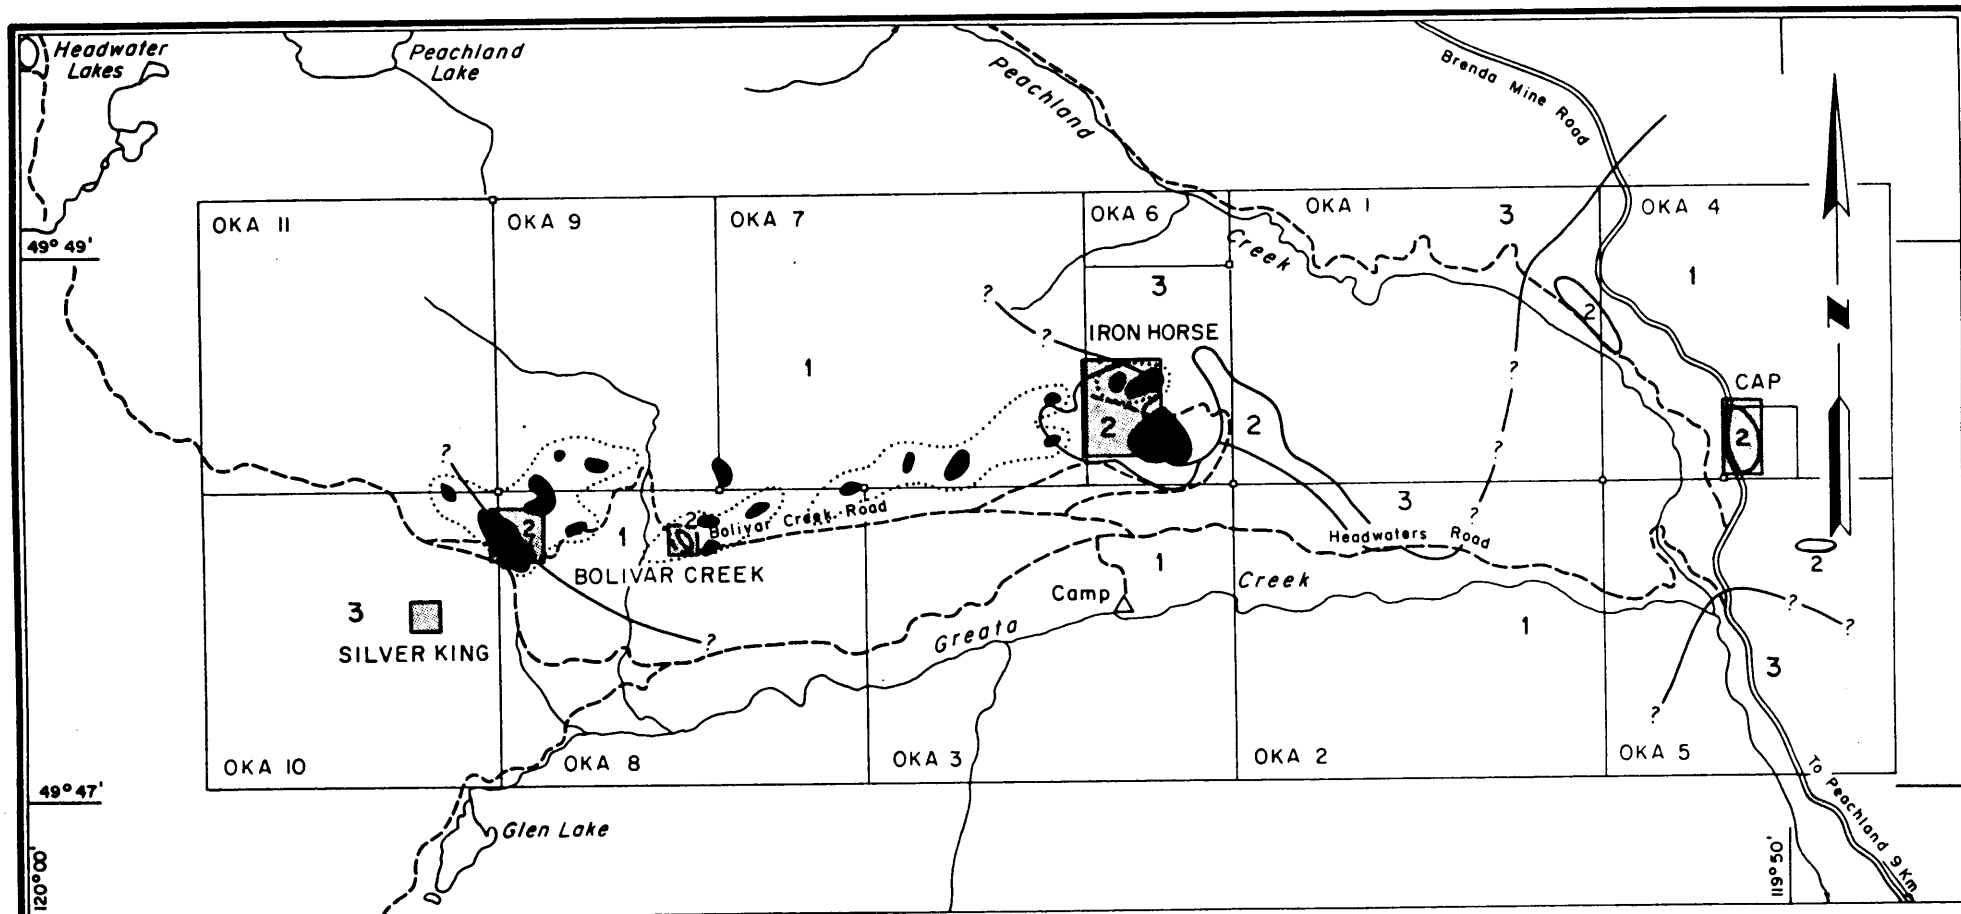 Headwater
Lakes
Peachland
Lake
Peachland
Creek
Brenda Mine Road
49° 49'
OKA 11
OKA 9
OKA 7
OKA 6
OKA 1
3
OKA 4
1
N
3
?
?
IRON HORSE
1
2
2
2
?
CAP
2
?
?
2
3
?
2
1
Bolivar Creek Road
Headwaters Road
2
BOLIVAR CREEK
1
Camp
Creek
Greata
3
SILVER KING
?
1
?
?
3
?
OKA 10
OKA 8
OKA 3
OKA 2
OKA 5
To Peachland 9 Km
49° 47'
Glen Lake
120° 00'
119° 50'